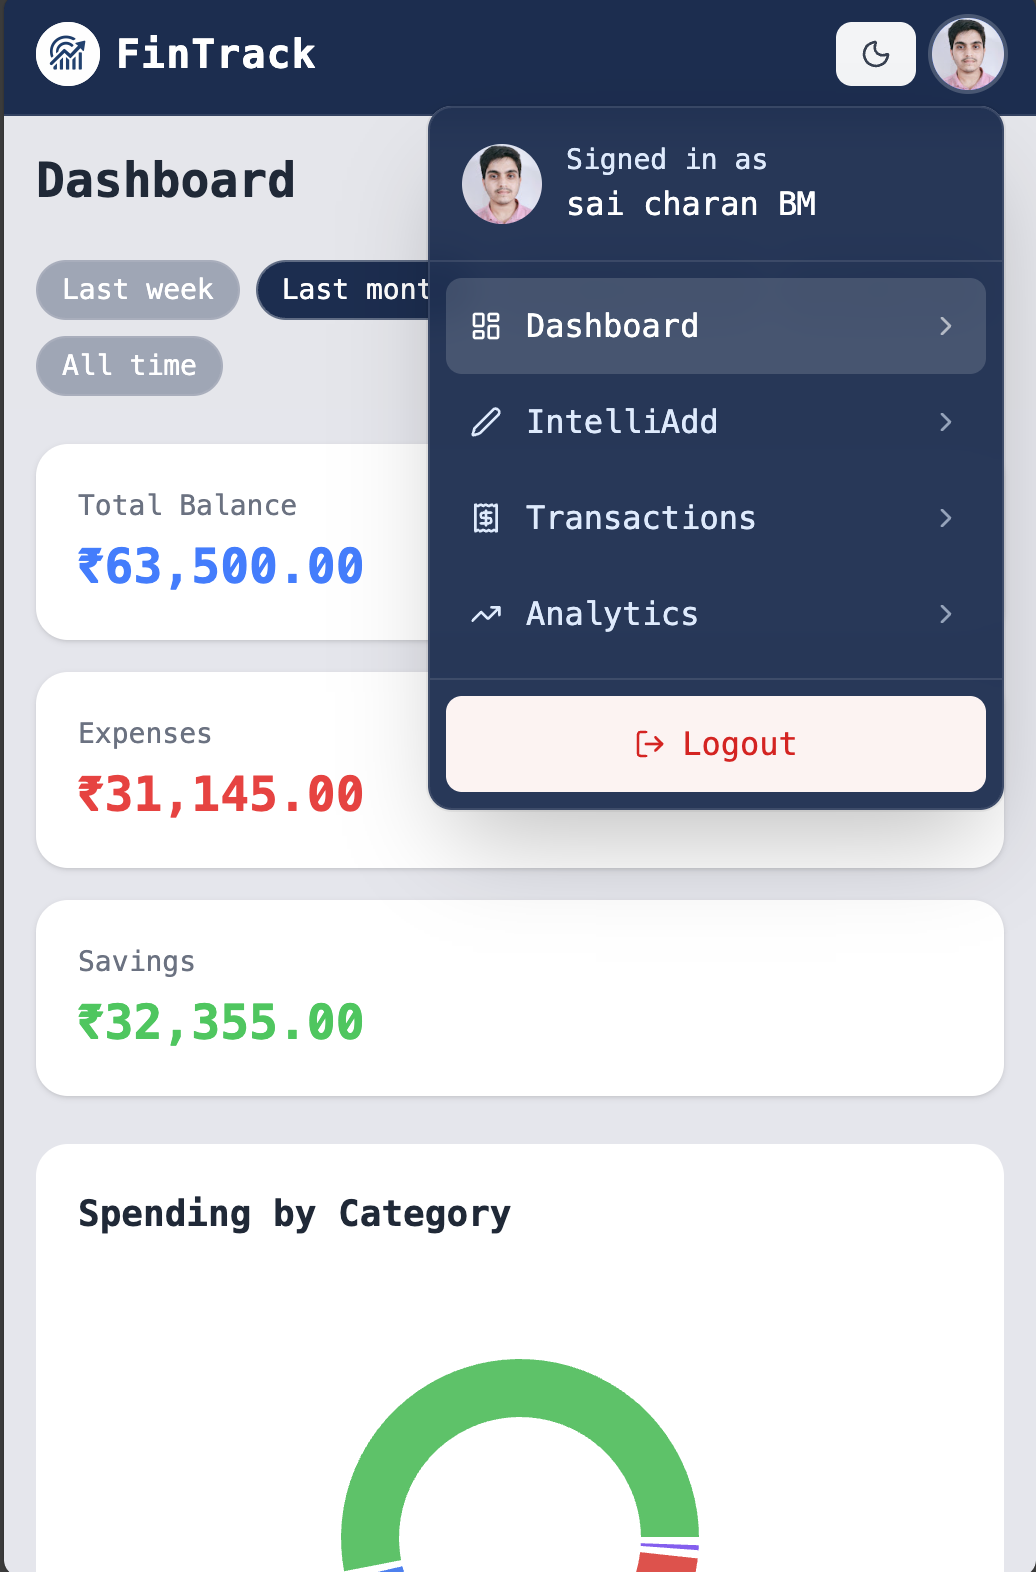 FinTrack
Signed in as
sai charan BM
Dashboard
Last week
Last mont
All time
Dashboard
IntelliAdd
Transactions
Analytics
Logout
Total Balance
₹63,500.00
Expenses
₹31,145.00
Savings
₹32,355.00
Spending by Category